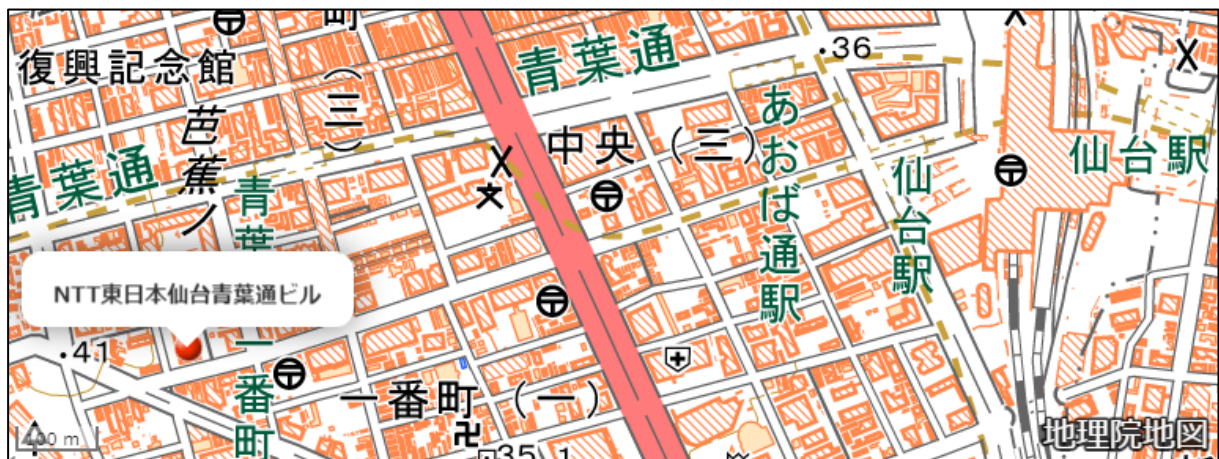 町(三)
復興記念館
青葉通
.36
芭蕉ノ
中央(三)
あおば通駅
仙台駅
仙台駅
青葉通
青葉
一番町
NTT東日本仙台青葉通ビル
.41
一番町(一)
.35.1
400 m
地理院地図